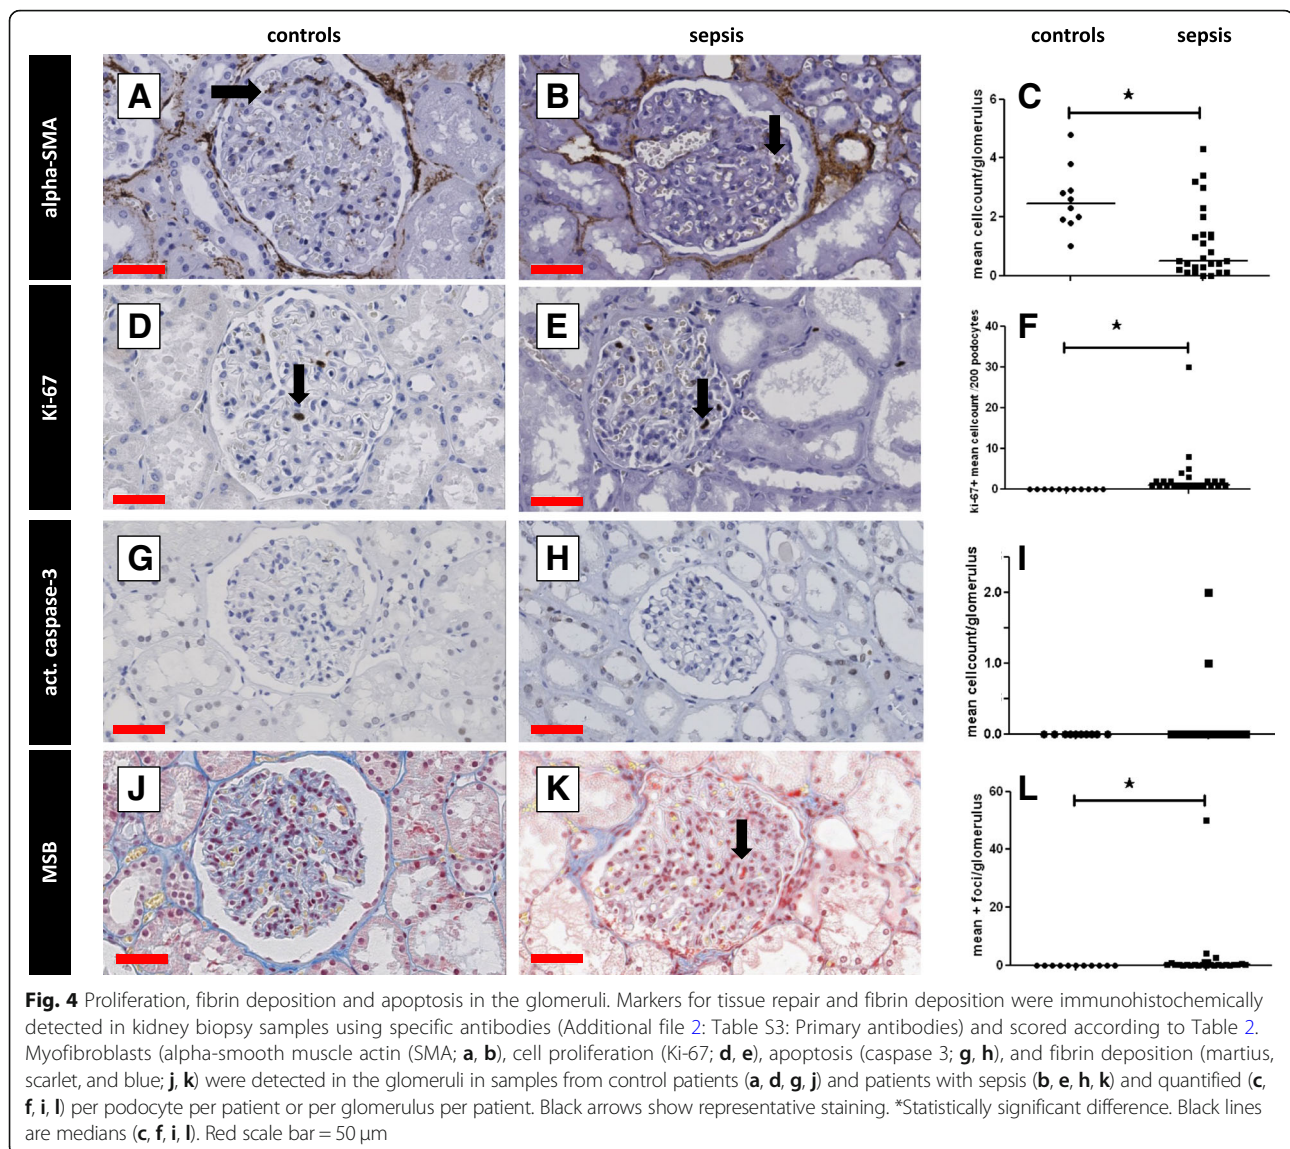 controls
sepsis
controls
sepsis
alpha-SMA
A
B
C
mean cellcount/glomerulus
6
4
2
0
★
Ki-67
D
E
F
ki-67+ mean cellcount /200 podocytes
40
30
20
10
0
★
act. caspase-3
G
H
I
mean cellcount/glomerulus
2.0
1.0
0.0
MSB
J
K
L
mean + foci/glomerulus
60
40
20
0
★
Fig. 4 Proliferation, fibrin deposition and apoptosis in the glomeruli. Markers for tissue repair and fibrin deposition were immunohistochemically
detected in kidney biopsy samples using specific antibodies (Additional file 2: Table S3: Primary antibodies) and scored according to Table 2.
Myofibroblasts (alpha-smooth muscle actin (SMA; a, b), cell proliferation (Ki-67; d, e), apoptosis (caspase 3; g, h), and fibrin deposition (martius,
scarlet, and blue; j, k) were detected in the glomeruli in samples from control patients (a, d, g, j) and patients with sepsis (b, e, h, k) and quantified (c,
f, i, l) per podocyte per patient or per glomerulus per patient. Black arrows show representative staining. *Statistically significant difference. Black lines
are medians (c, f, i, l). Red scale bar = 50 μm